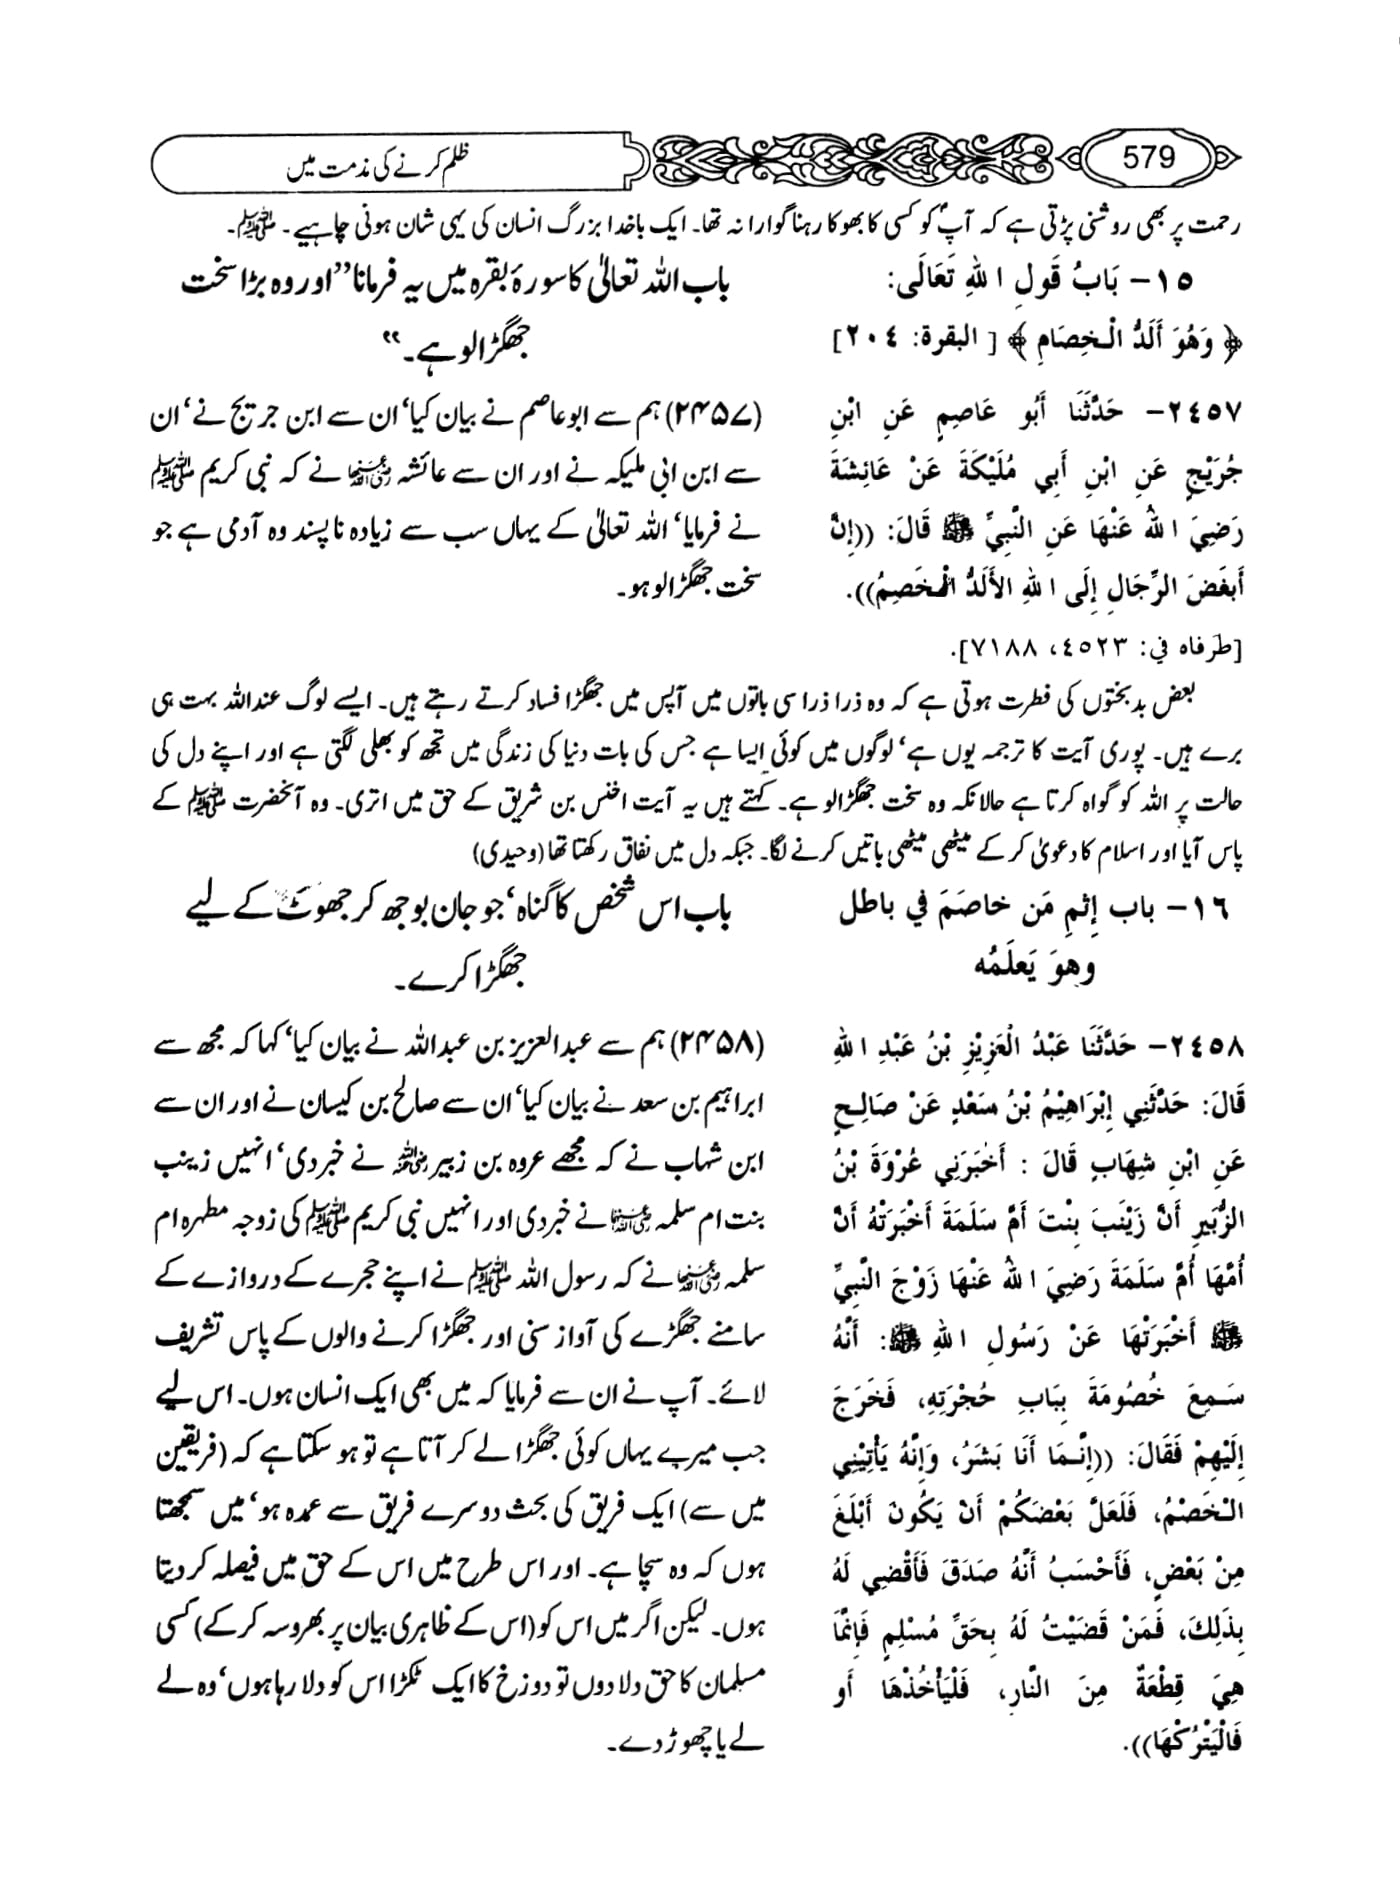 579
ظلم کرنے کی مذمت میں
رحمت پر بھی روشنی پڑتی ہے کہ آپؐ کو کسی کا بھوکا رہنا گوارا نہ تھا۔ ایک باخدا بزرگ انسان کی یہی شان ہونی چاہیے۔ ﷺ۔
١٥- بَابُ قَولِ اللهِ تَعَالَى:
﴿ وَهُوَ أَلَدُّ الْخِصَامِ ﴾ [ البقرة: ٢٠٤]
باب اللہ تعالیٰ کا سورۂ بقرہ میں یہ فرمانا ”اور وہ بڑا سخت
جھگڑالو ہے۔“
٢٤٥٧- حَدَّثَنَا أَبُو عَاصِمٍ عَنِ ابْنِ
جُرَيْجٍ عَنِ ابْنِ أَبِي مُلَيْكَةَ عَنْ عَائِشَةَ
رَضِيَ اللهُ عَنْهَا عَنِ النَّبِيِّ ﷺ قَالَ: ((إِنَّ
أَبغَضَ الرِّجَالِ إِلَى اللهِ الأَلَدُّ الْخَصِمُ)).
[طرفاه في: ٤٥٢٣، ٧١٨٨].
(۲۴۵۷) ہم سے ابو عاصم نے بیان کیا‘ ان سے ابن جریج نے‘ ان
سے ابن ابی ملیکہ نے اور ان سے عائشہ رضی اللہ عنہا نے کہ نبی کریم ﷺ
نے فرمایا‘ اللہ تعالیٰ کے یہاں سب سے زیادہ ناپسند وہ آدمی ہے جو
سخت جھگڑالو ہو۔
بعض بدبختوں کی فطرت ہوتی ہے کہ وہ ذرا ذرا سی باتوں میں آپس میں جھگڑا فساد کرتے رہتے ہیں۔ ایسے لوگ عنداللہ بہت ہی
برے ہیں۔ پوری آیت کا ترجمہ یوں ہے‘ لوگوں میں کوئی ایسا ہے جس کی بات دنیا کی زندگی میں تجھ کو بھلی لگتی ہے اور اپنے دل کی
حالت پر اللہ کو گواہ کرتا ہے حالانکہ وہ سخت جھگڑالو ہے۔ کہتے ہیں یہ آیت اخنس بن شریق کے حق میں اتری۔ وہ آنحضرت ﷺ کے
پاس آیا اور اسلام کا دعویٰ کر کے میٹھی میٹھی باتیں کرنے لگا۔ جبکہ دل میں نفاق رکھتا تھا (وحیدی)
١٦- باب إِثمِ مَن خاصَمَ في باطل
وهوَ يَعلَمُه
باب اس شخص کا گناہ‘ جو جان بوجھ کر جھوٹ کے لیے
جھگڑا کرے۔
٢٤٥٨- حَدَّثَنَا عَبْدُ الْعَزِيْزِ بْنُ عَبْدِ اللهِ
قَالَ: حَدَّثَنِي إِبْرَاهِيْمُ بْنُ سَعْدٍ عَنْ صَالِحٍ
عَنِ ابْنِ شِهَابٍ قَالَ : أَخْبَرَنِي عُرْوَةَ بْنُ
الزُّبَيرِ أَنَّ زَيْنَبَ بِنْتَ أُمِّ سَلَمَةَ أَخْبَرَتْهُ أَنَّ
أُمَّهَا أُمَّ سَلَمَةَ رَضِيَ اللهُ عَنْهَا زَوْجَ النَّبِيِّ
ﷺ أَخْبَرَتْهَا عَنْ رَسُولِ اللهِ ﷺ: أَنَّهُ
سَمِعَ خُصُومَةَ بِبَابِ حُجْرَتِهِ، فَخَرَجَ
إِلَيْهِمْ فَقَالَ: ((إِنَّمَا أَنَا بَشَرٌ، وَإِنَّهُ يَأْتِيْنِي
الْخَصْمُ، فَلَعَلَّ بَعْضَكُمْ أَنْ يَكُونَ أَبْلَغَ
مِنْ بَعْضٍ، فَأَحْسَبُ أَنَّهُ صَدَقَ فَأَقْضِي لَهُ
بِذَلِكَ، فَمَنْ قَضَيْتُ لَهُ بِحَقِّ مُسْلِمٍ فَإِنَّمَا
هِيَ قِطْعَةٌ مِنَ النَّارِ، فَلْيَأْخُذْهَا أَو
فَالْيَتْرُكْهَا)).
(۲۴۵۸) ہم سے عبدالعزیز بن عبداللہ نے بیان کیا‘ کہا کہ مجھ سے
ابراہیم بن سعد نے بیان کیا‘ ان سے صالح بن کیسان نے اور ان سے
ابن شہاب نے کہ مجھے عروہ بن زبیر رضی اللہ عنہ نے خبر دی‘ انہیں زینب
بنت ام سلمہ رضی اللہ عنہا نے خبر دی اور انہیں نبی کریم ﷺ کی زوجہ مطہرہ ام
سلمہ رضی اللہ عنہا نے کہ رسول اللہ ﷺ نے اپنے حجرے کے دروازے کے
سامنے جھگڑے کی آواز سنی اور جھگڑا کرنے والوں کے پاس تشریف
لائے۔ آپ نے ان سے فرمایا کہ میں بھی ایک انسان ہوں۔ اس لیے
جب میرے یہاں کوئی جھگڑا لے کر آتا ہے تو ہو سکتا ہے کہ (فریقین
میں سے) ایک فریق کی بحث دوسرے فریق سے عمدہ ہو‘ میں سمجھتا
ہوں کہ وہ سچا ہے۔ اور اس طرح میں اس کے حق میں فیصلہ کر دیتا
ہوں۔ لیکن اگر میں اس کو (اس کے ظاہری بیان پر بھروسہ کر کے) کسی
مسلمان کا حق دلا دوں تو دوزخ کا ایک ٹکڑا اس کو دلا رہا ہوں‘ وہ لے
لے یا چھوڑ دے۔